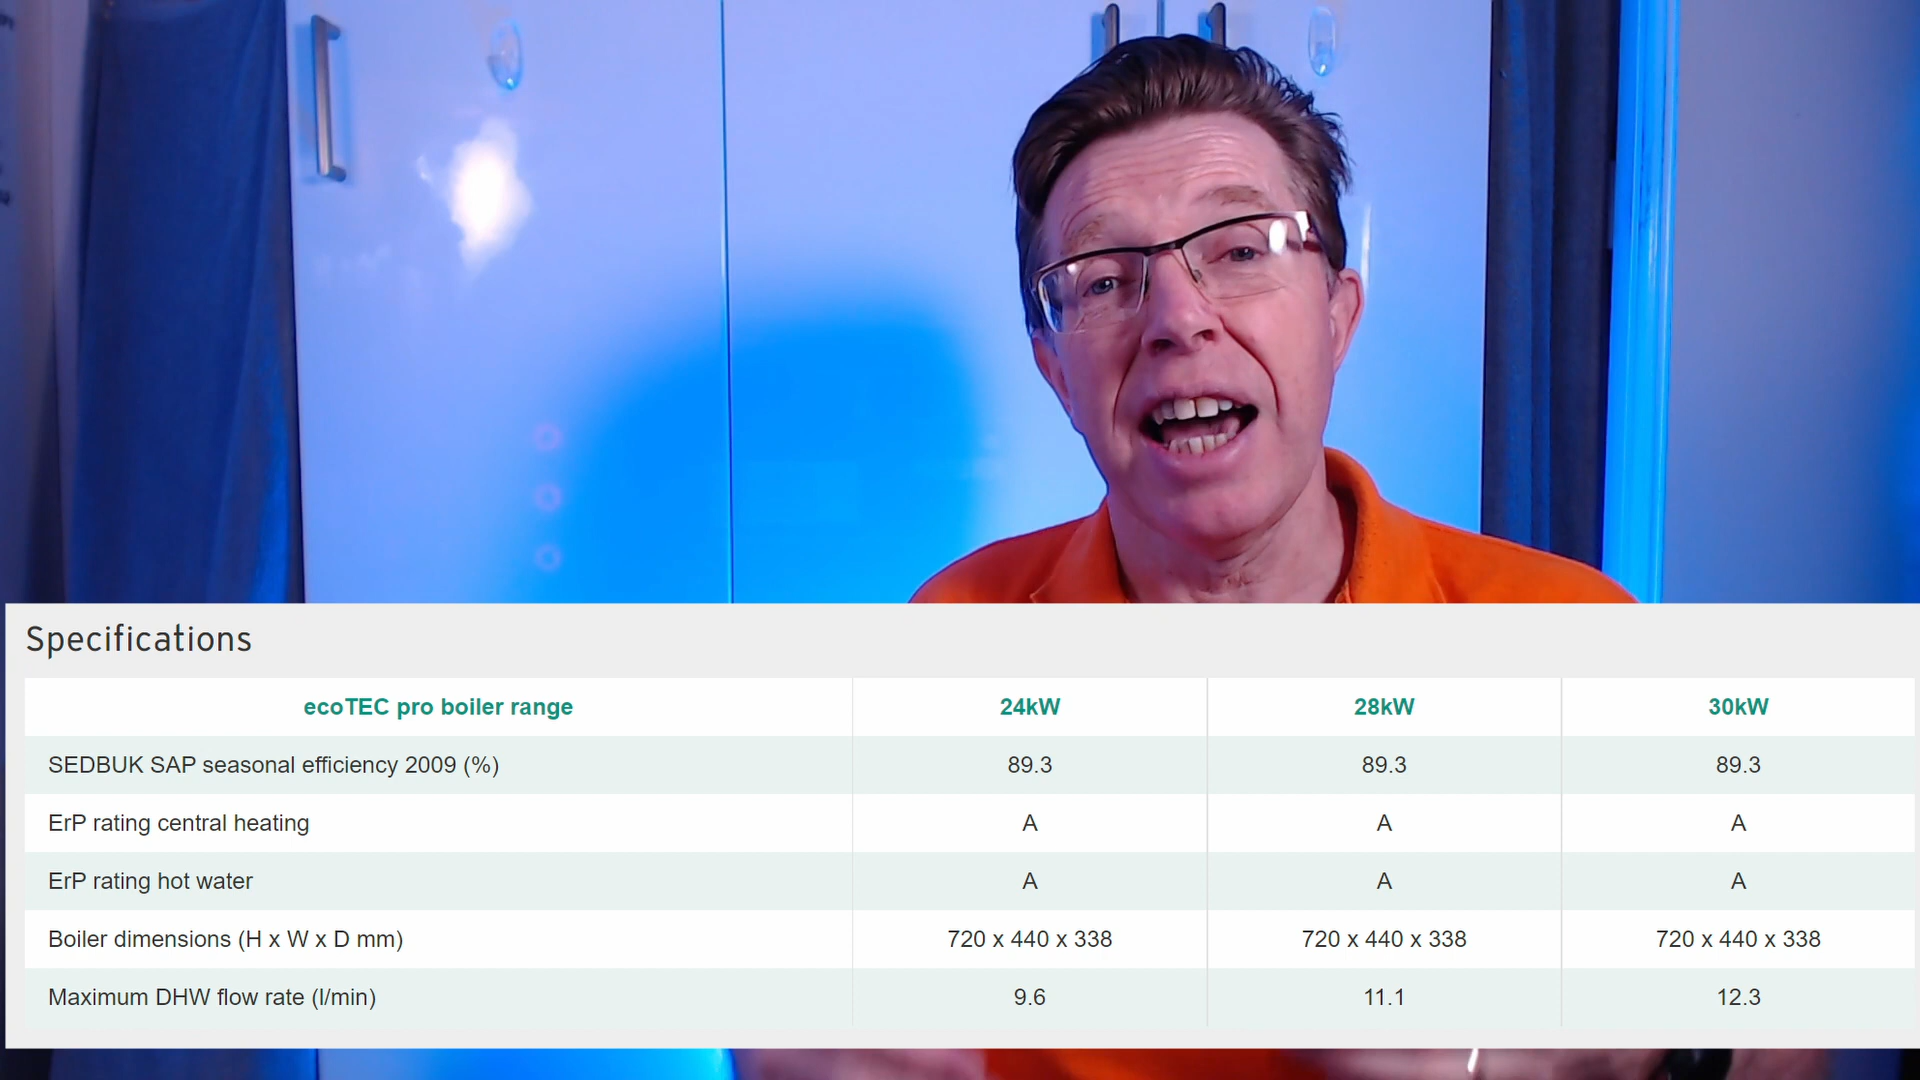 Specifications
ecoTEC pro boiler range 24kW 28kW 30kW
SEDBUK SAP seasonal efficiency 2009 (%) 89.3 89.3 89.3
ErP rating central heating A A A
ErP rating hot water A A A
Boiler dimensions (H x W x D mm) 720 x 440 x 338 720 x 440 x 338 720 x 440 x 338
Maximum DHW flow rate (l/min) 9.6 11.1 12.3